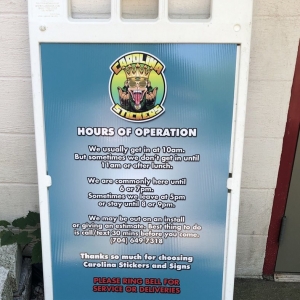 CAROLINA
STICKERS
HOURS OF OPERATION
We usually get in at 10am.
But sometimes we don't get in until
11am or after lunch.
We are commonly here until
6 or 7pm.
Sometimes we leave at 5pm
or stay until 8 or 9pm.
We may be out on an install
or giving an estimate. Best thing to do
is call/text 30 mins before you come.
(704) 649-7318
Thanks so much for choosing
Carolina Stickers and Signs
PLEASE RING BELL FOR
SERVICE OR DELIVERIES